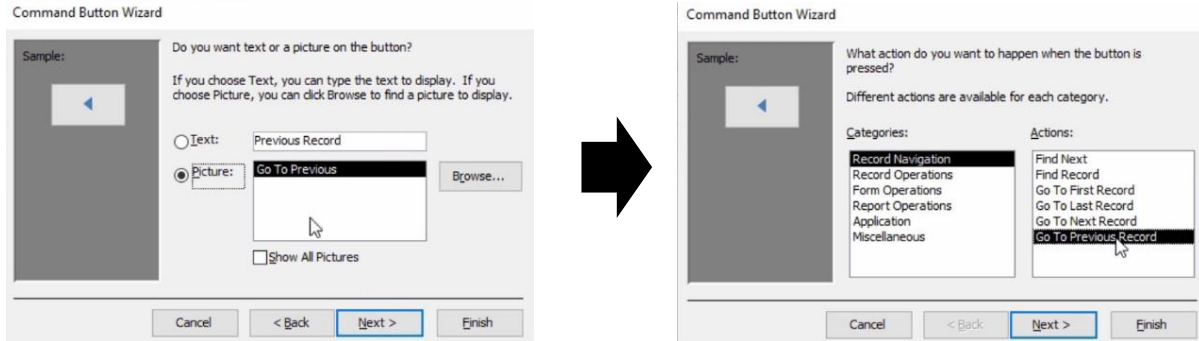 Command Button Wizard
Sample:
Do you want text or a picture on the button?
If you choose Text, you can type the text to display. If you
choose Picture, you can click Browse to find a picture to display.
Text:
Previous Record
Picture:
Go To Previous
Browse...
Show All Pictures
Cancel
< Back
Next >
Finish
Command Button Wizard
Sample:
What action do you want to happen when the button is
pressed?
Different actions are available for each category.
Categories:
Actions:
Record Navigation
Record Operations
Form Operations
Report Operations
Application
Miscellaneous
Find Next
Find Record
Go To First Record
Go To Last Record
Go To Next Record
Go To Previous Record
Cancel
< Back
Next >
Finish